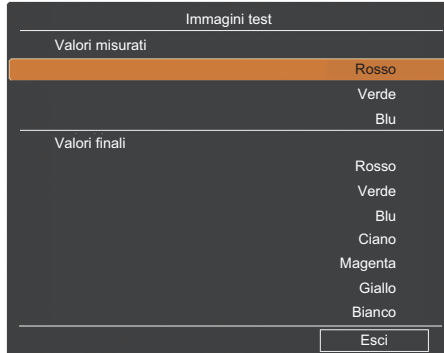 Immagini test
Valori misurati
Rosso
Verde
Blu
Valori finali
Rosso
Verde
Blu
Ciano
Magenta
Giallo
Bianco
Esci